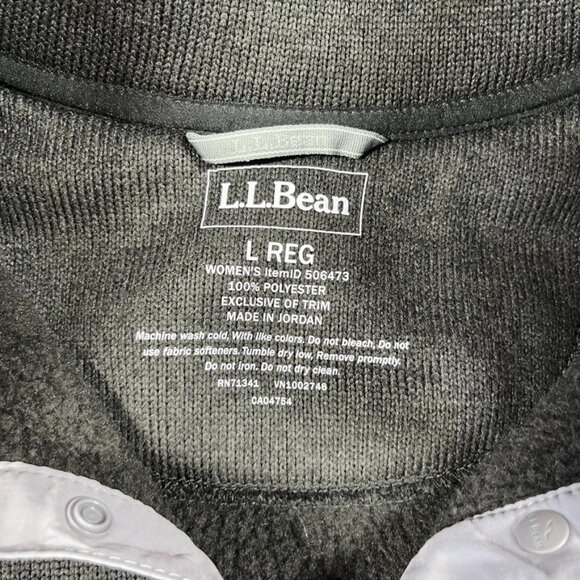 L.L.Bean
L REG
WOMEN'S ItemID 506473
100% POLYESTER
EXCLUSIVE OF TRIM
MADE IN JORDAN
Machine wash cold. With like colors. Do not bleach. Do not
use fabric softeners. Tumble dry low, Remove promptly.
Do not iron. Do not dry clean.
RN71341 VN1002746
CA04754